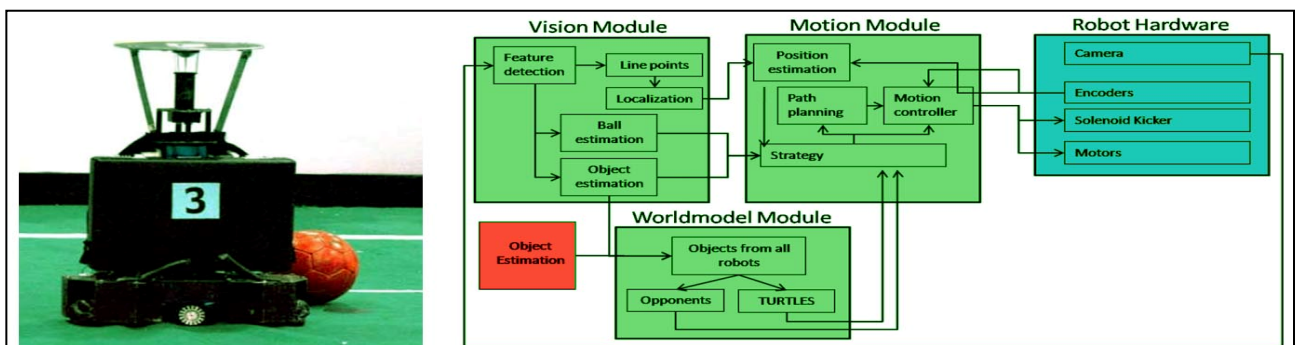 3
Vision Module
Feature
detection
Line points
Localization
Ball
estimation
Object
estimation
Motion Module
Position
estimation
Path
planning
Motion
controller
Strategy
Robot Hardware
Camera
Encoders
Solenoid Kicker
Motors
Object
Estimation
Worldmodel Module
Objects from all
robots
Opponents
TURTLES